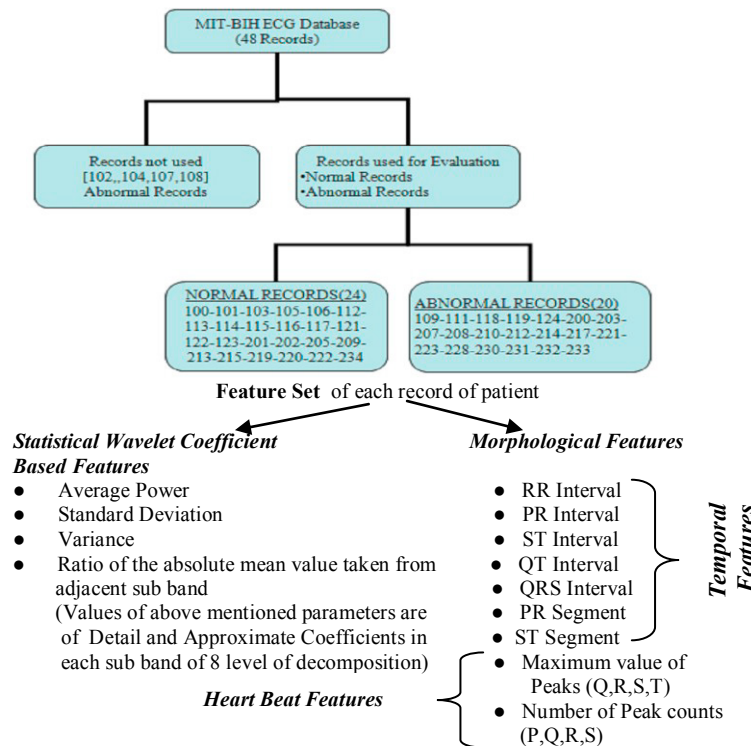 MIT-BIH ECG Database
(48 Records)
Records not used
[102,,104,107,108]
Abnormal Records
Records used for Evaluation
•Normal Records
•Abnormal Records
NORMAL RECORDS(24)
100-101-103-105-106-112-
113-114-115-116-117-121-
122-123-201-202-205-209-
213-215-219-220-222-234
ABNORMAL RECORDS(20)
109-111-118-119-124-200-203-
207-208-210-212-214-217-221-
223-228-230-231-232-233
Feature Set of each record of patient
Statistical Wavelet Coefficient
Based Features
● Average Power
● Standard Deviation
● Variance
● Ratio of the absolute mean value taken from
adjacent sub band
(Values of above mentioned parameters are
of Detail and Approximate Coefficients in
each sub band of 8 level of decomposition)
Morphological Features
● RR Interval
● PR Interval
● ST Interval
● QT Interval
● QRS Interval
● PR Segment
● ST Segment
Temporal
Features
Heart Beat Features
● Maximum value of
Peaks (Q,R,S,T)
● Number of Peak counts
(P,Q,R,S)